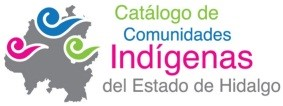 Catálogo de
Comunidades
Indígenas
del Estado de Hidalgo